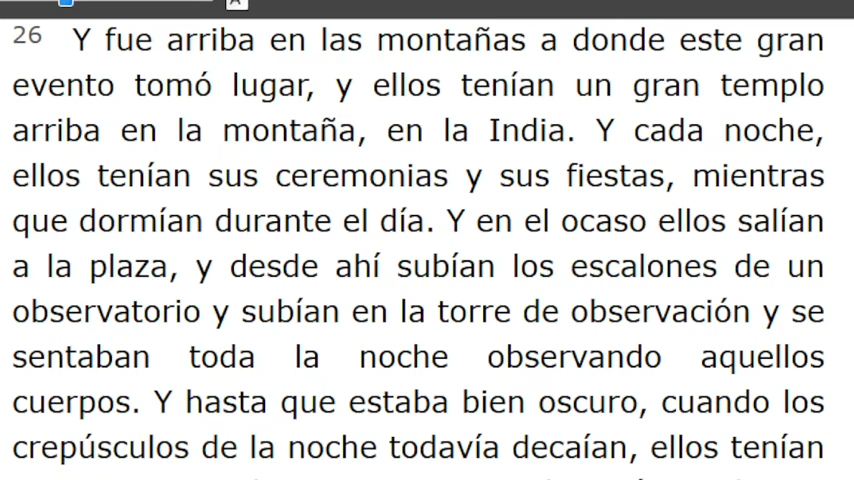 26 Y fue arriba en las montañas a donde este gran
evento tomó lugar, y ellos tenían un gran templo
arriba en la montaña, en la India. Y cada noche,
ellos tenían sus ceremonias y sus fiestas, mientras
que dormían durante el día. Y en el ocaso ellos salían
a la plaza, y desde ahí subían los escalones de un
observatorio y subían en la torre de observación y se
sentaban toda la noche observando aquellos
cuerpos. Y hasta que estaba bien oscuro, cuando los
crepúsculos de la noche todavía decaían, ellos tenían